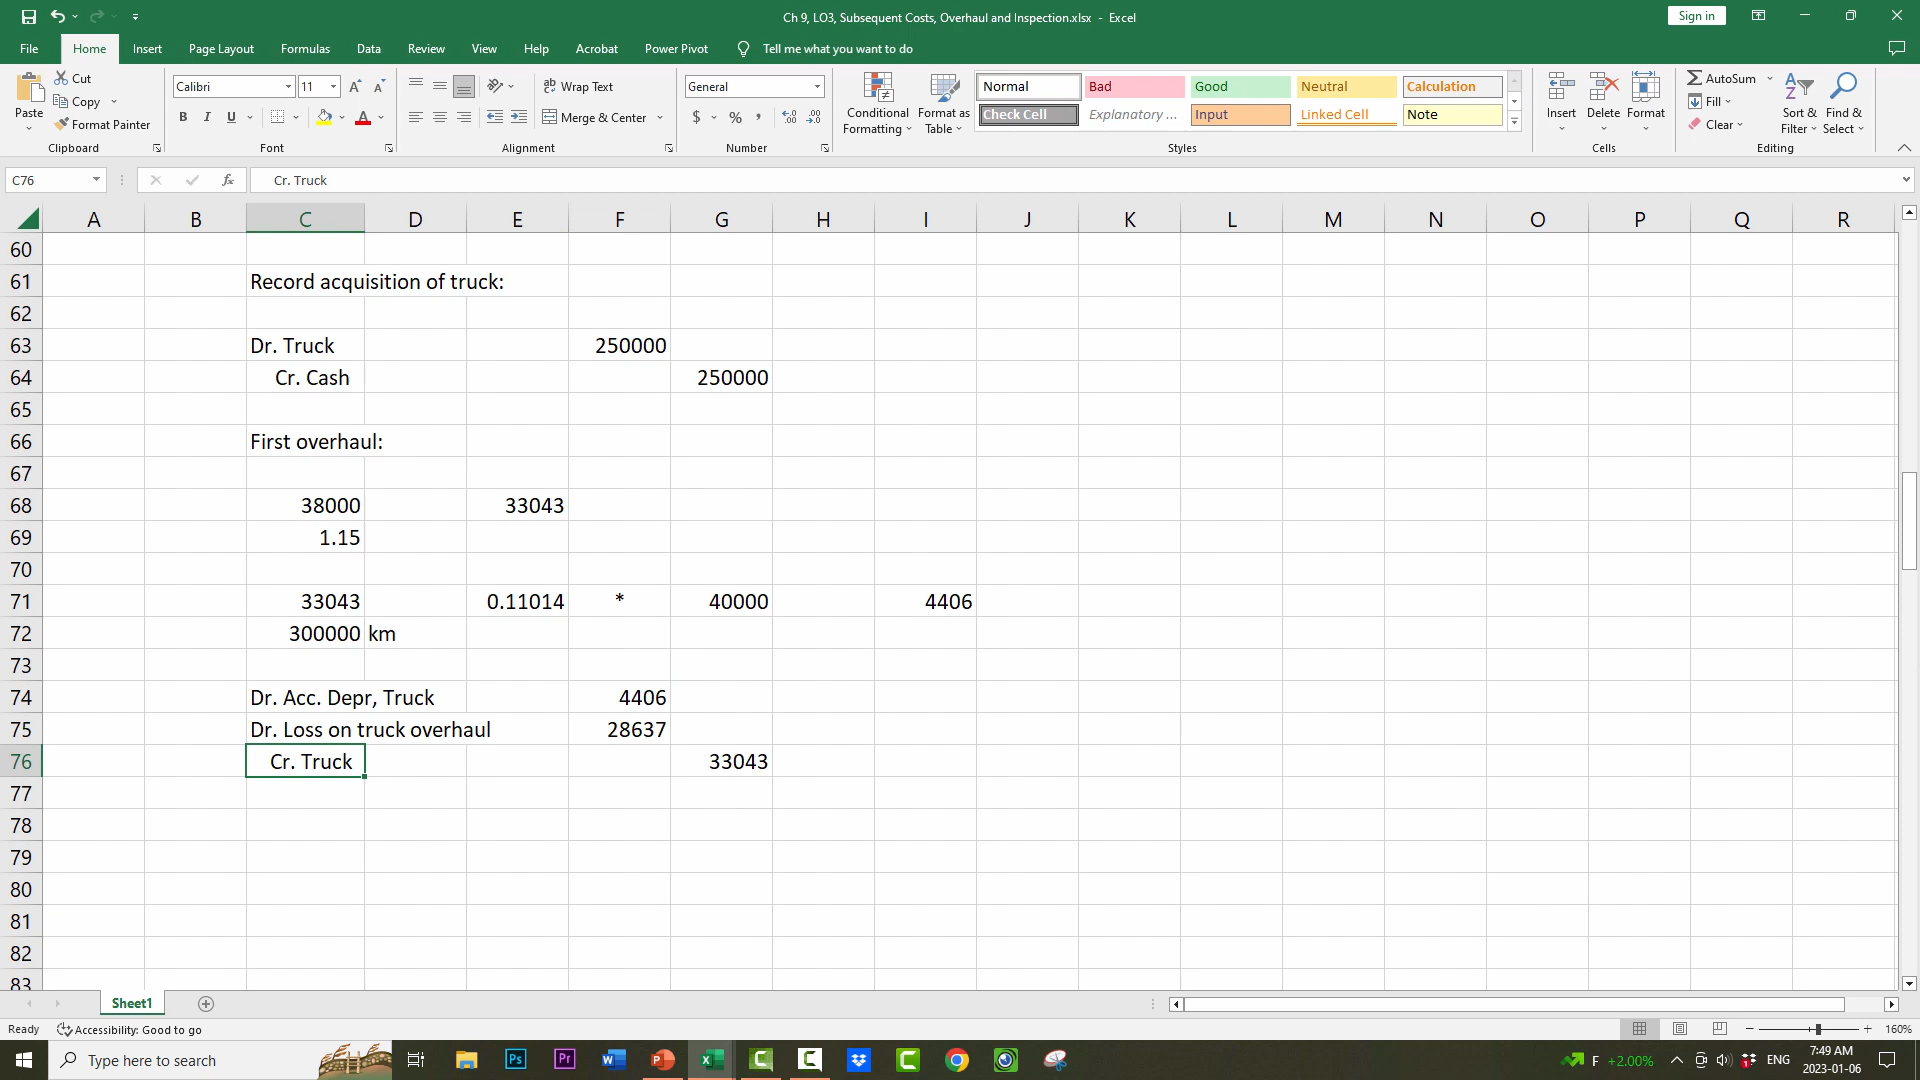 Ch 9, LO3, Subsequent Costs, Overhaul and Inspection.xlsx - Excel
Sign in
File Home Insert Page Layout Formulas Data Review View Help Acrobat Power Pivot Tell me what you want to do
Paste
Cut
Copy
Format Painter
Clipboard
Calibri 11
B I U
Font
Wrap Text
Merge & Center
Alignment
General
$ % ,
Number
Conditional Formatting
Format as Table
Normal Bad Good Neutral Calculation
Check Cell Explanatory ... Input Linked Cell Note
Styles
Insert Delete Format
Cells
AutoSum
Fill
Clear
Sort & Filter
Find & Select
Editing
C76 fx Cr. Truck
A B C D E F G H I J K L M N O P Q R
60
61 Record acquisition of truck:
62
63 Dr. Truck 250000
64 Cr. Cash 250000
65
66 First overhaul:
67
68 38000 33043
69 1.15
70
71 33043 0.11014 * 40000 4406
72 300000 km
73
74 Dr. Acc. Depr, Truck 4406
75 Dr. Loss on truck overhaul 28637
76 Cr. Truck 33043
77
78
79
80
81
82
83
Sheet1
Ready Accessibility: Good to go 160%
Type here to search
F +2.00% ENG 7:49 AM
2023-01-06